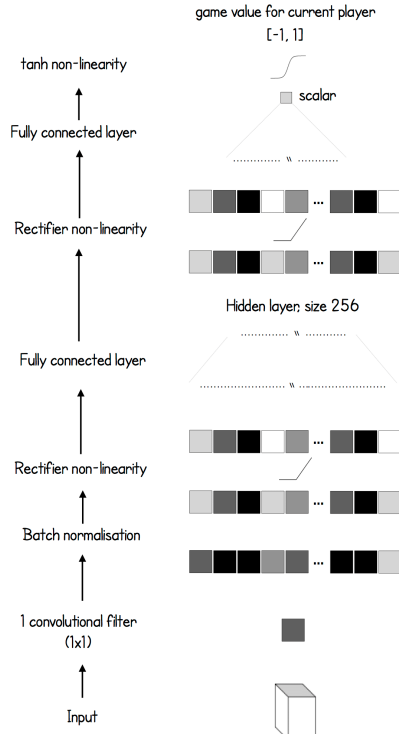 game value for current player
[-1, 1]
tanh non-linearity
scalar
Fully connected layer
Rectifier non-linearity
...
Hidden layer, size 256
Fully connected layer
...
Rectifier non-linearity
...
Batch normalisation
...
1 convolutional filter
(1x1)
Input